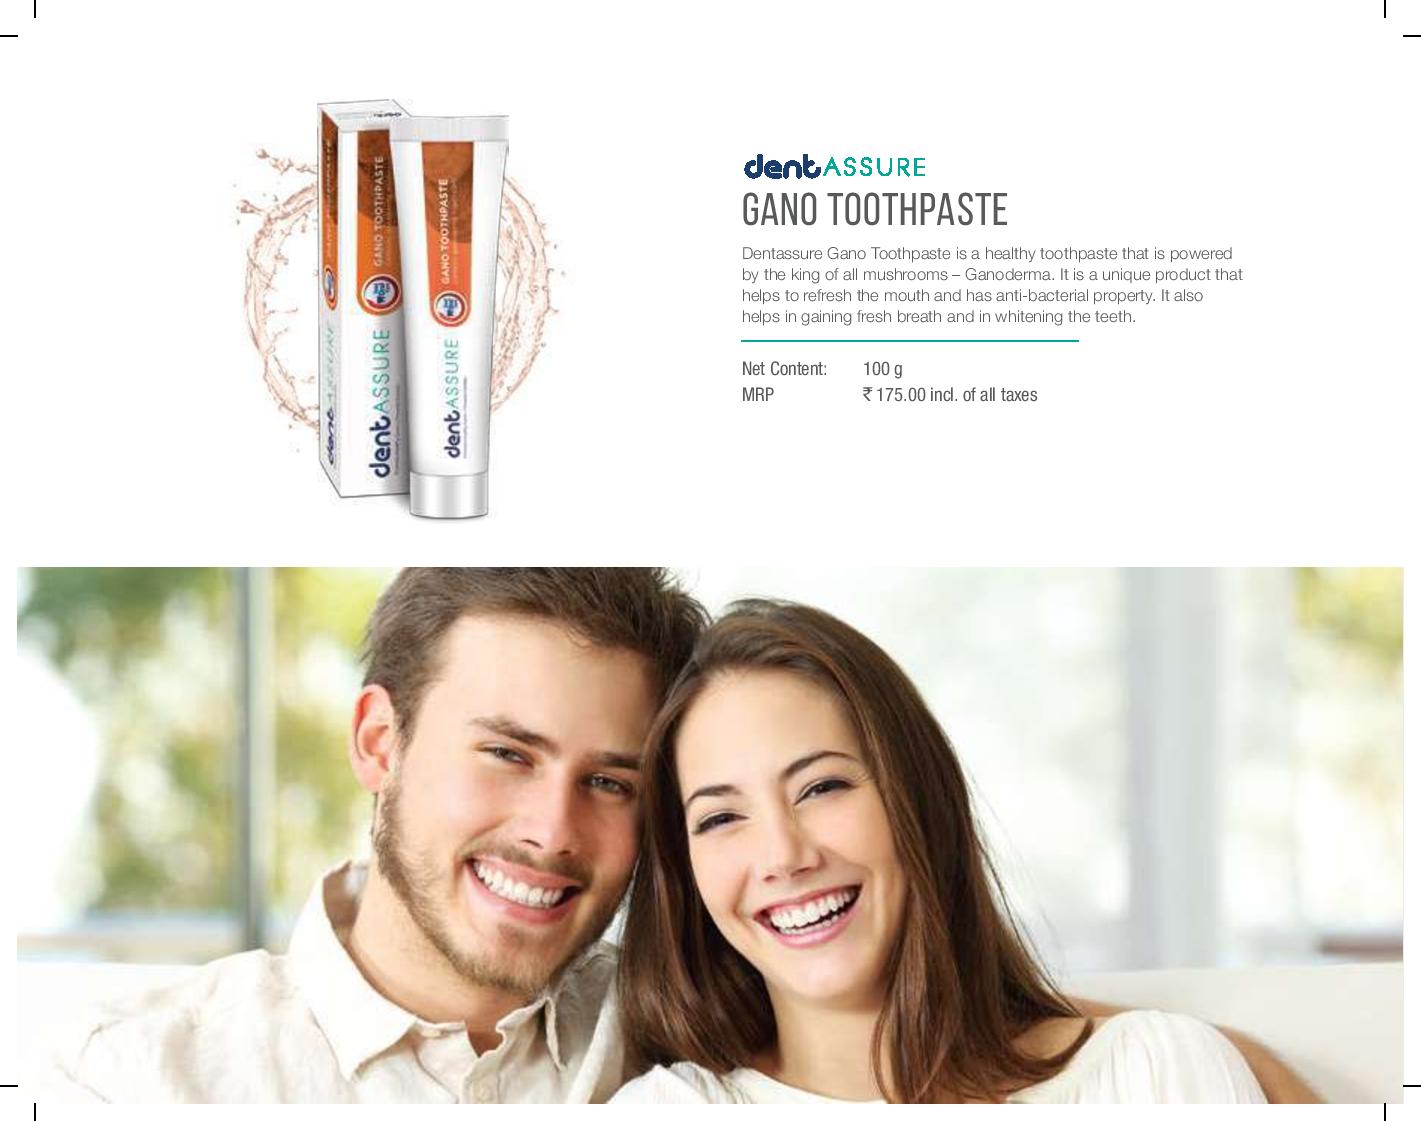 GANO TOOTHPASTE
dentASSURE
GANO TOOTHPASTE
dentASSURE
dentASSURE
dentASSURE
GANO TOOTHPASTE
Dentassure Gano Toothpaste is a healthy toothpaste that is powered
by the king of all mushrooms – Ganoderma. It is a unique product that
helps to refresh the mouth and has anti-bacterial property. It also
helps in gaining fresh breath and in whitening the teeth.
Net Content: 100 g
MRP ₹ 175.00 incl. of all taxes